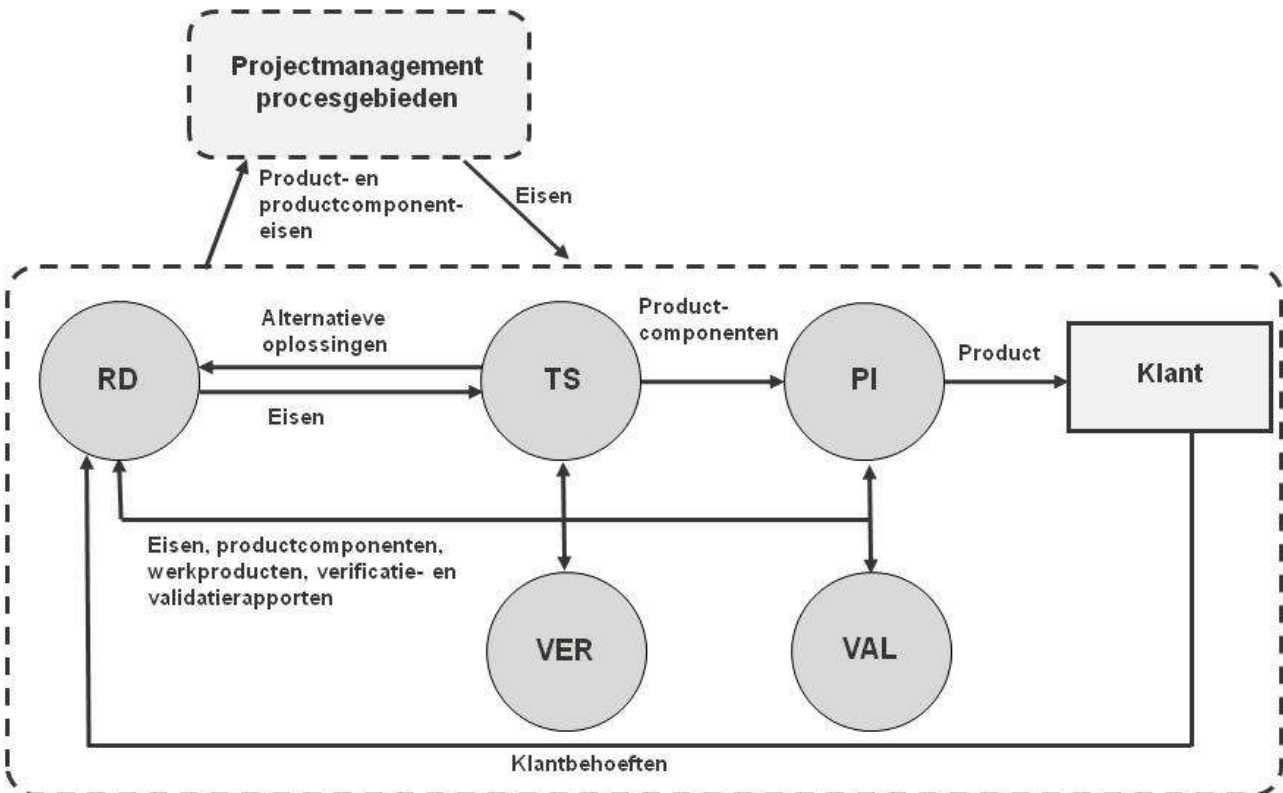 Projectmanagement
procesgebieden
Product- en
productcomponent-
eisen
Eisen
Alternatieve
oplossingen
Product-
componenten
RD
TS
PI
Product
Klant
Eisen
Eisen, productcomponenten,
werkproducten, verificatie- en
validatierapporten
VER
VAL
Klantbehoeften